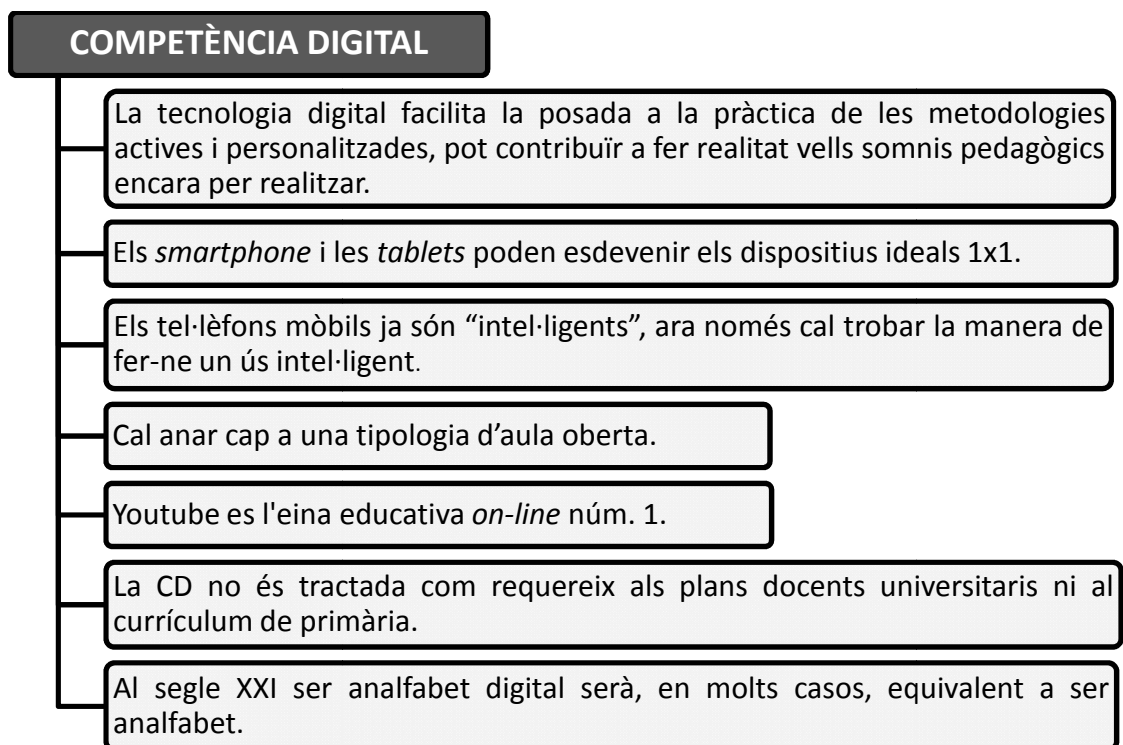 COMPETÈNCIA DIGITAL
La tecnologia digital facilita la posada a la pràctica de les metodologies
actives i personalitzades, pot contribuïr a fer realitat vells somnis pedagògics
encara per realitzar.
Els smartphone i les tablets poden esdevenir els dispositius ideals 1x1.
Els tel·lèfons mòbils ja són “intel·ligents”, ara només cal trobar la manera de
fer-ne un ús intel·ligent.
Cal anar cap a una tipologia d’aula oberta.
Youtube es l'eina educativa on-line núm. 1.
La CD no és tractada com requereix als plans docents universitaris ni al
currículum de primària.
Al segle XXI ser analfabet digital serà, en molts casos, equivalent a ser
analfabet.